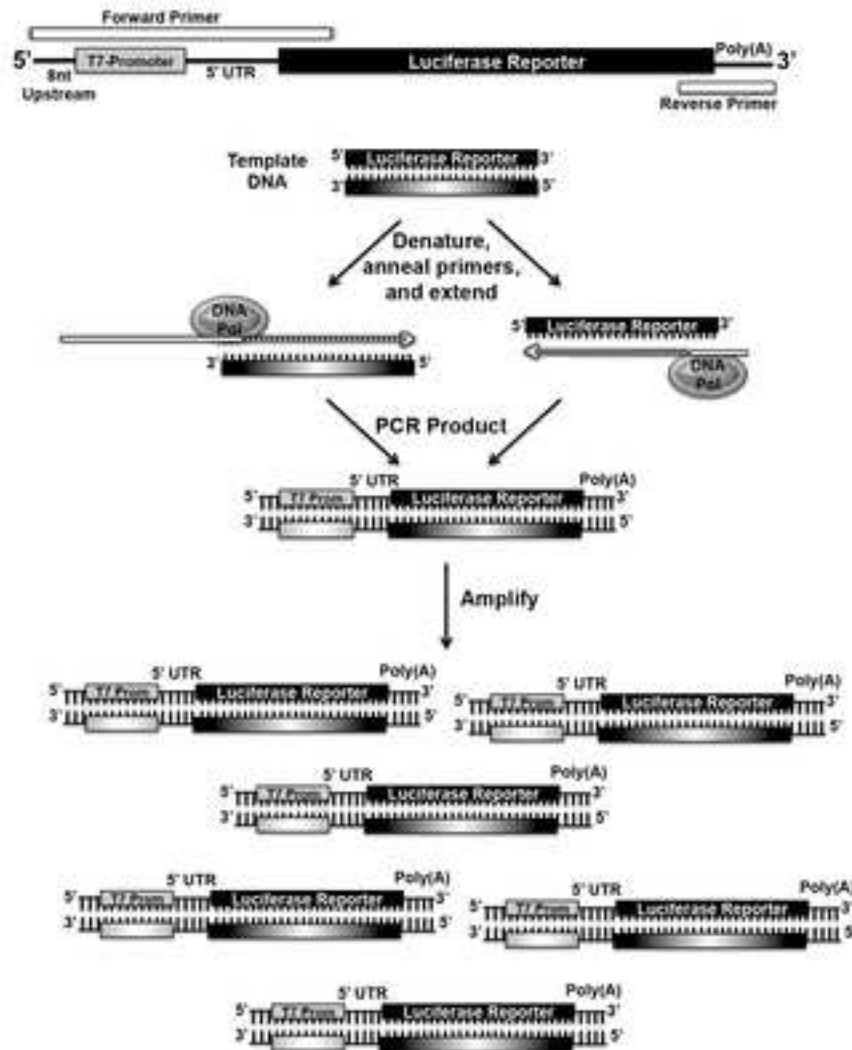 Forward Primer
5' T7-Promoter 5' UTR Luciferase Reporter Poly(A) 3'
8nt
Upstream
Reverse Primer
Template
DNA
5' Luciferase Reporter 3'
3' 5'
Denature,
anneal primers,
and extend
DNA
Pol
3' 5'
5' Luciferase Reporter 3'
DNA
Pol
PCR Product
5' UTR Poly(A)
5' T7 Prom Luciferase Reporter 3'
3' 5'
Amplify
5' UTR Poly(A)
5' T7 Prom Luciferase Reporter 3'
3' 5'
5' UTR Poly(A)
5' T7 Prom Luciferase Reporter 3'
3' 5'
5' UTR Poly(A)
5' T7 Prom Luciferase Reporter 3'
3' 5'
5' UTR Poly(A)
5' T7 Prom Luciferase Reporter 3'
3' 5'
5' UTR Poly(A)
5' T7 Prom Luciferase Reporter 3'
3' 5'
5' UTR Poly(A)
5' T7 Prom Luciferase Reporter 3'
3' 5'